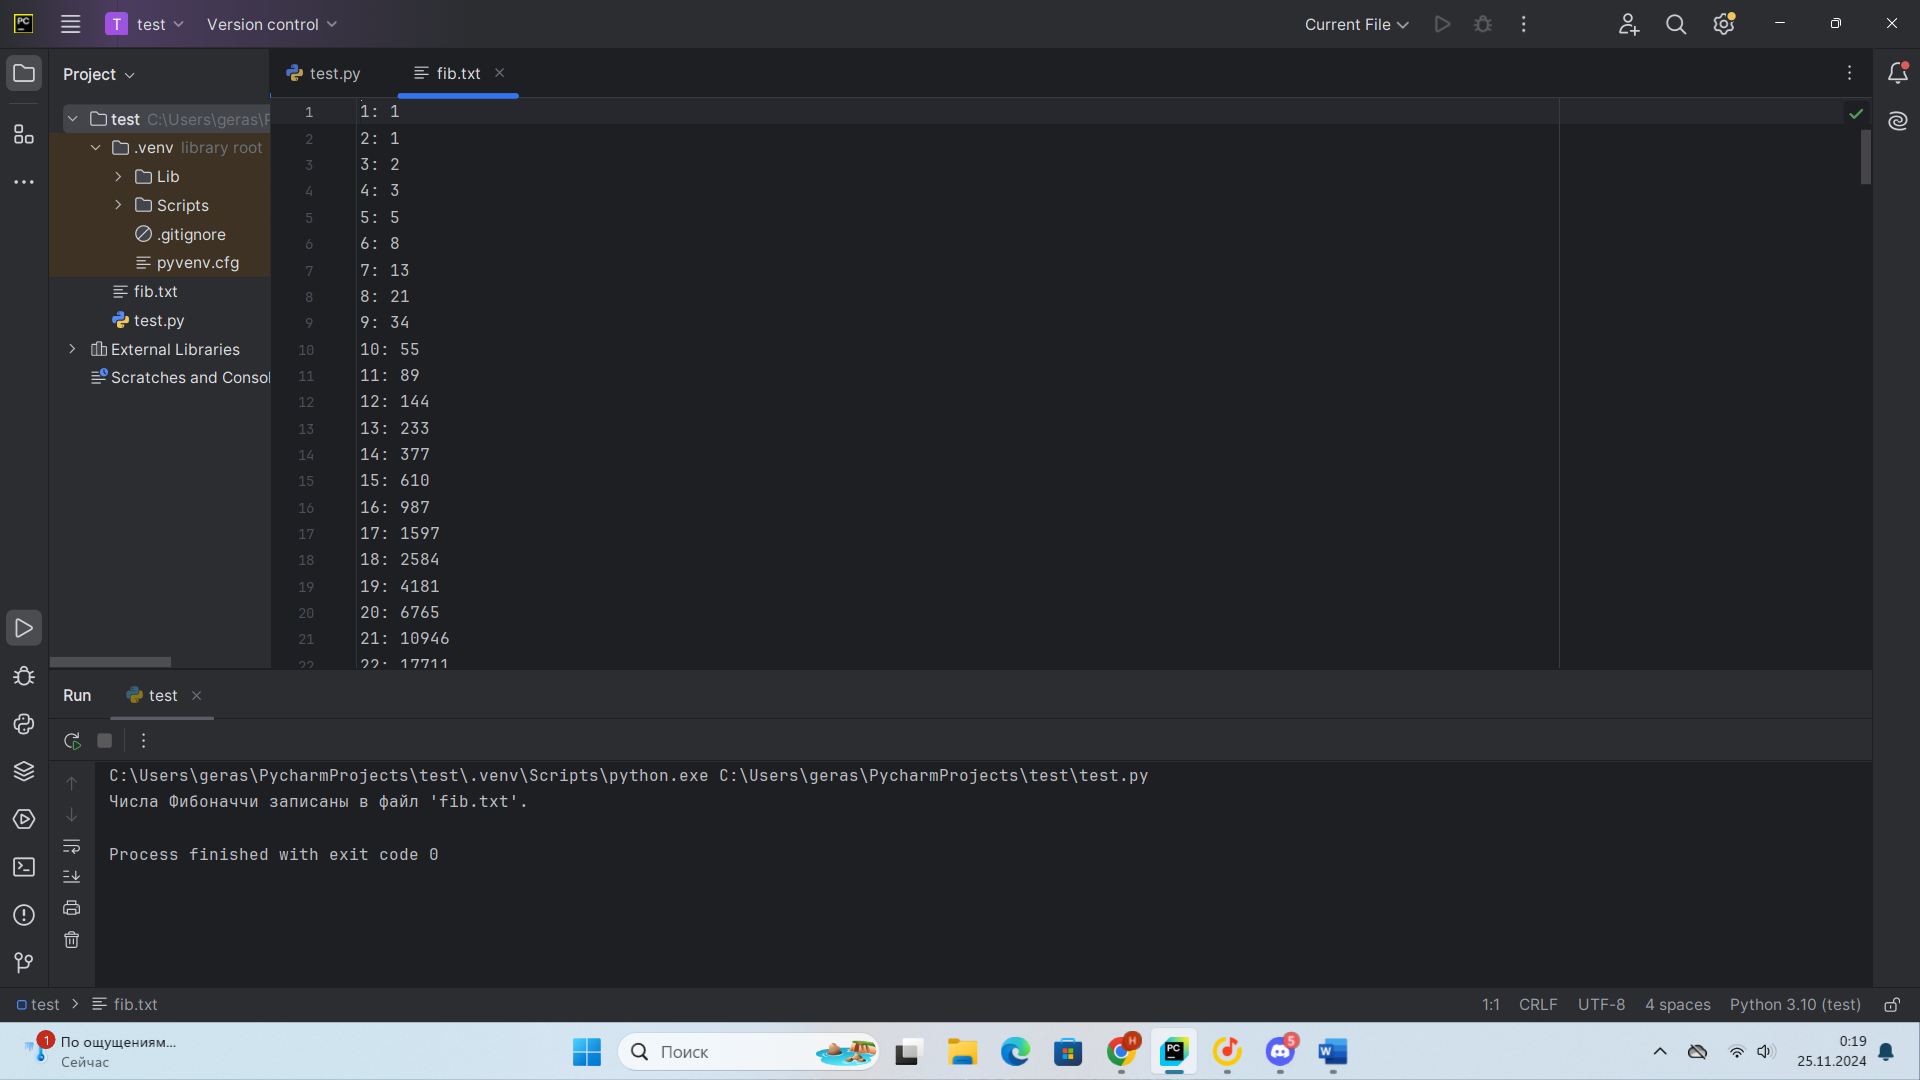 PC
T test Version control
Current File
Project
test.py
fib.txt
test C:\Users\geras\P
.venv library root
Lib
Scripts
.gitignore
pyvenv.cfg
fib.txt
test.py
External Libraries
Scratches and Consol
1 1: 1
2 2: 1
3 3: 2
4 4: 3
5 5: 5
6 6: 8
7 7: 13
8 8: 21
9 9: 34
10 10: 55
11 11: 89
12 12: 144
13 13: 233
14 14: 377
15 15: 610
16 16: 987
17 17: 1597
18 18: 2584
19 19: 4181
20 20: 6765
21 21: 10946
22 22: 17711
Run test
C:\Users\geras\PycharmProjects\test\.venv\Scripts\python.exe C:\Users\geras\PycharmProjects\test\test.py
Числа Фибоначчи записаны в файл 'fib.txt'.
Process finished with exit code 0
test fib.txt
1:1 CRLF UTF-8 4 spaces Python 3.10 (test)
1
По ощущениям...
Сейчас
Поиск
H
PC
5
W
0:19
25.11.2024